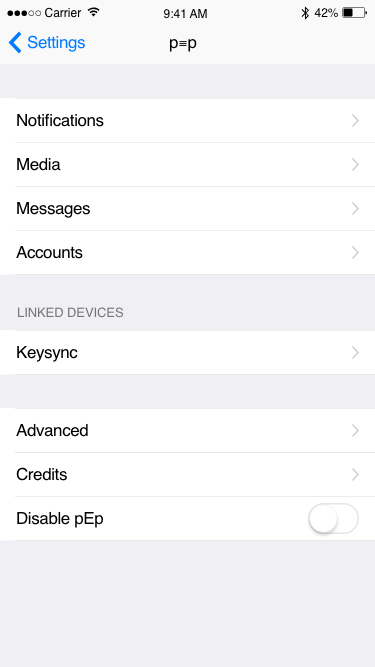 Carrier 9:41 AM 42%
Settings p≡p
Notifications
Media
Messages
Accounts
LINKED DEVICES
Keysync
Advanced
Credits
Disable pEp